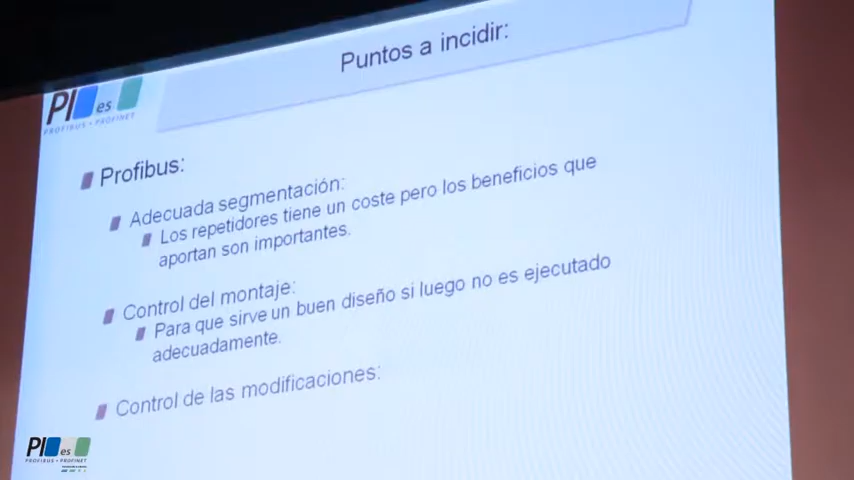 Puntos a incidir:
PI es
PROFIBUS • PROFINET
Profibus:
Adecuada segmentación:
Los repetidores tiene un coste pero los beneficios que
aportan son importantes.
Control del montaje:
Para que sirve un buen diseño si luego no es ejecutado
adecuadamente.
Control de las modificaciones:
PI es
PROFIBUS • PROFINET